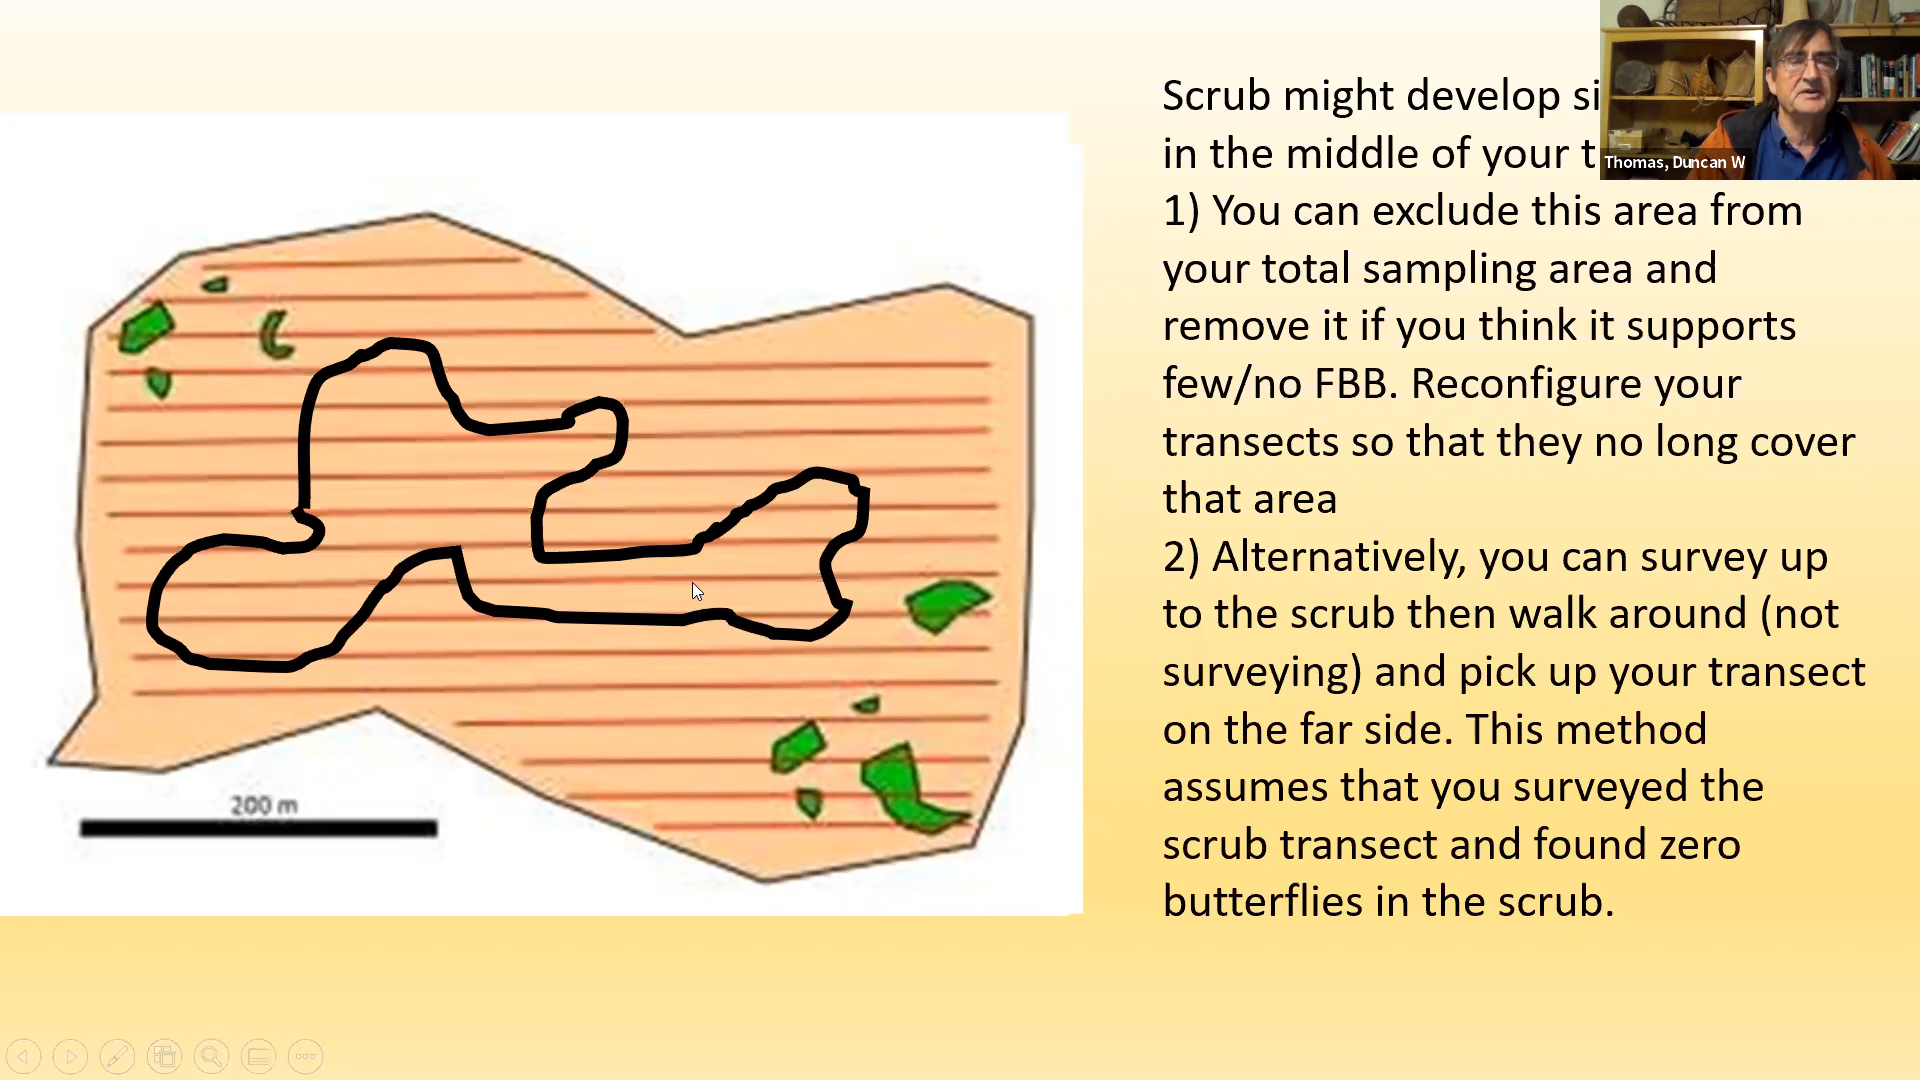 Scrub might develop si
in the middle of your t
Thomas, Duncan W
1) You can exclude this area from
your total sampling area and
remove it if you think it supports
few/no FBB. Reconfigure your
transects so that they no long cover
that area
2) Alternatively, you can survey up
to the scrub then walk around (not
surveying) and pick up your transect
on the far side. This method
assumes that you surveyed the
scrub transect and found zero
butterflies in the scrub.
200 m